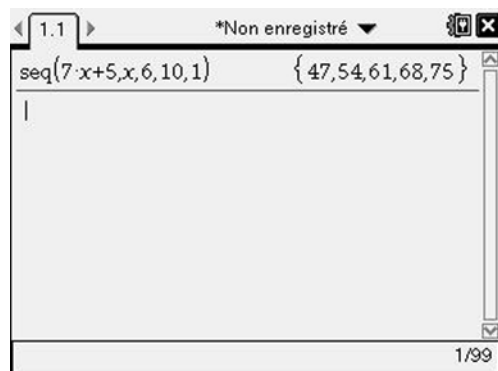 1.1
*Non enregistré
seq(7·x+5,x,6,10,1) {47,54,61,68,75}
1/99